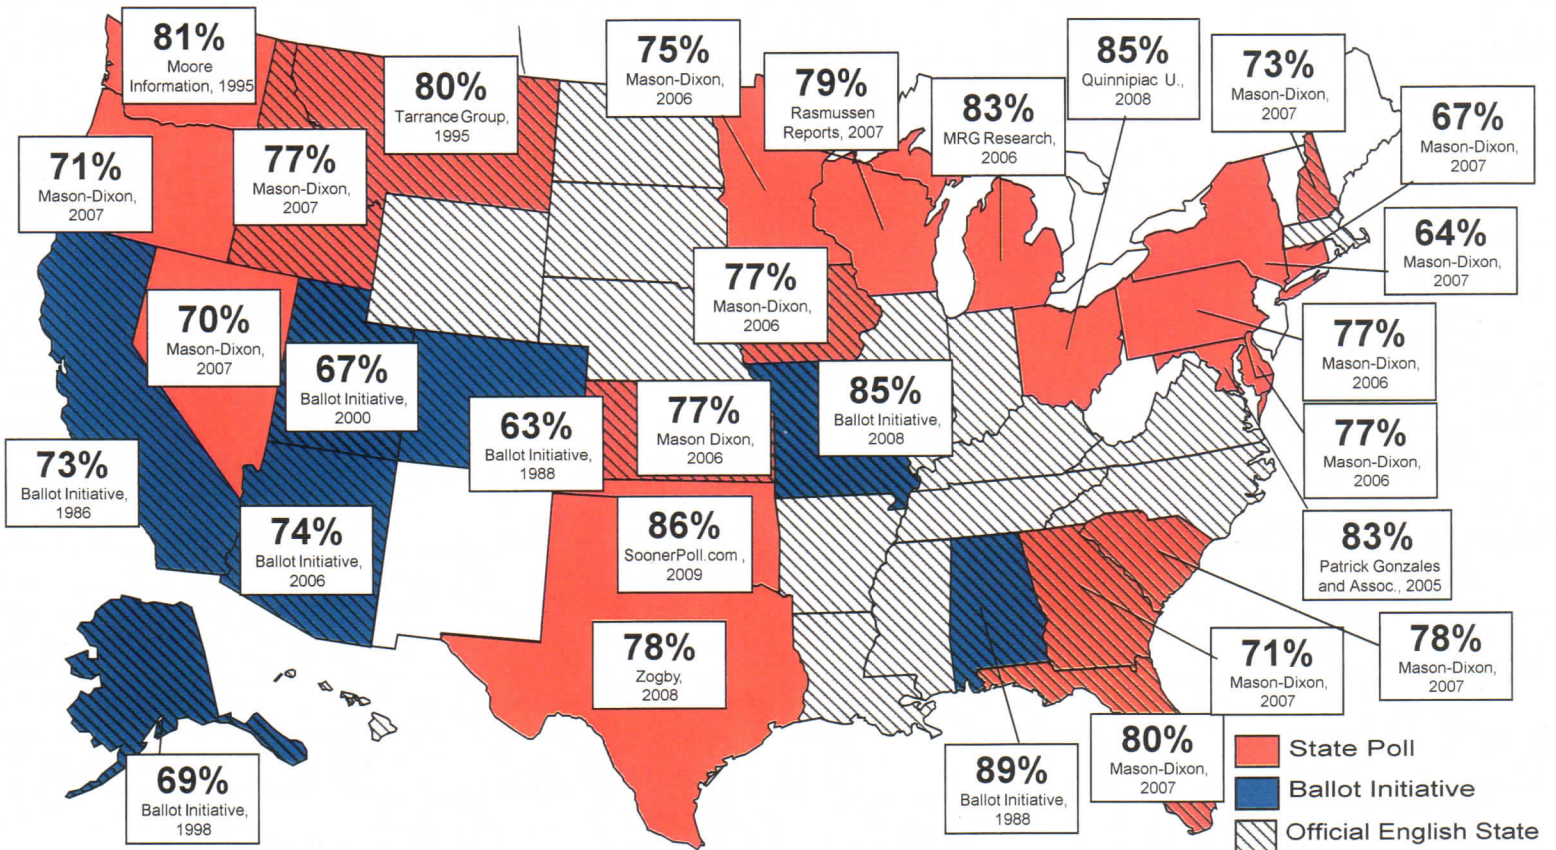 81%
Moore
Information, 1995
80%
Tarrance Group,
1995
75%
Mason-Dixon,
2006
79%
Rasmussen
Reports, 2007
83%
MRG Research,
2006
85%
Quinnipiac U.,
2008
73%
Mason-Dixon,
2007
67%
Mason-Dixon,
2007
71%
Mason-Dixon,
2007
77%
Mason-Dixon,
2007
64%
Mason-Dixon,
2007
70%
Mason-Dixon,
2007
77%
Mason-Dixon,
2006
77%
Mason-Dixon,
2006
67%
Ballot Initiative,
2000
63%
Ballot Initiative,
1988
77%
Mason Dixon,
2006
85%
Ballot Initiative,
2008
77%
Mason-Dixon,
2006
73%
Ballot Initiative,
1986
74%
Ballot Initiative,
2006
86%
SoonerPoll.com ,
2009
83%
Patrick Gonzales
and Assoc., 2005
78%
Zogby,
2008
71%
Mason-Dixon,
2007
78%
Mason-Dixon,
2007
69%
Ballot Initiative,
1998
89%
Ballot Initiative,
1988
80%
Mason-Dixon,
2007
State Poll
Ballot Initiative
Official English State